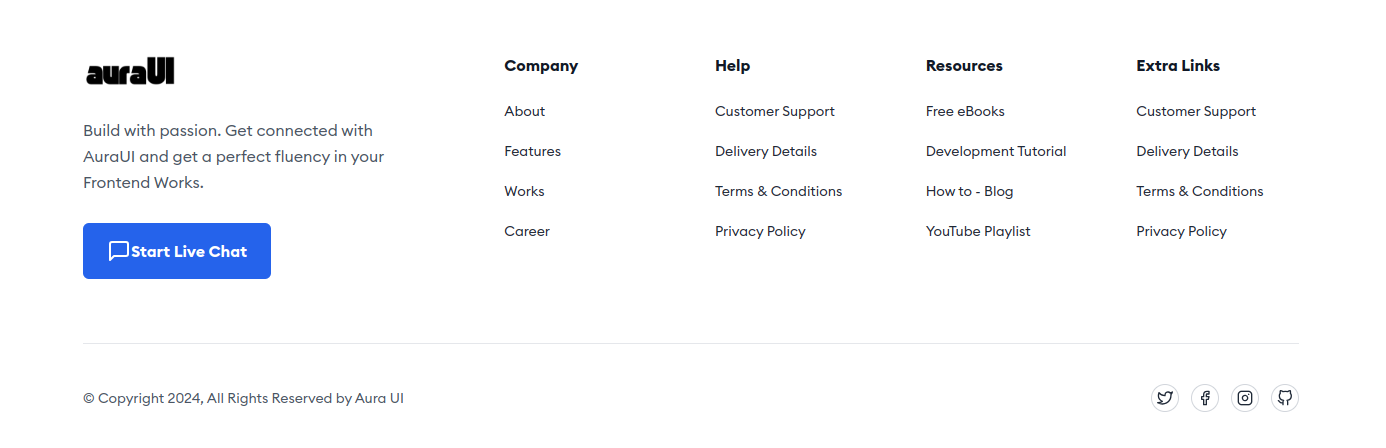 auraUI
Build with passion. Get connected with
AuraUI and get a perfect fluency in your
Frontend Works.
Start Live Chat
Company
About
Features
Works
Career
Help
Customer Support
Delivery Details
Terms & Conditions
Privacy Policy
Resources
Free eBooks
Development Tutorial
How to - Blog
YouTube Playlist
Extra Links
Customer Support
Delivery Details
Terms & Conditions
Privacy Policy
© Copyright 2024, All Rights Reserved by Aura UI